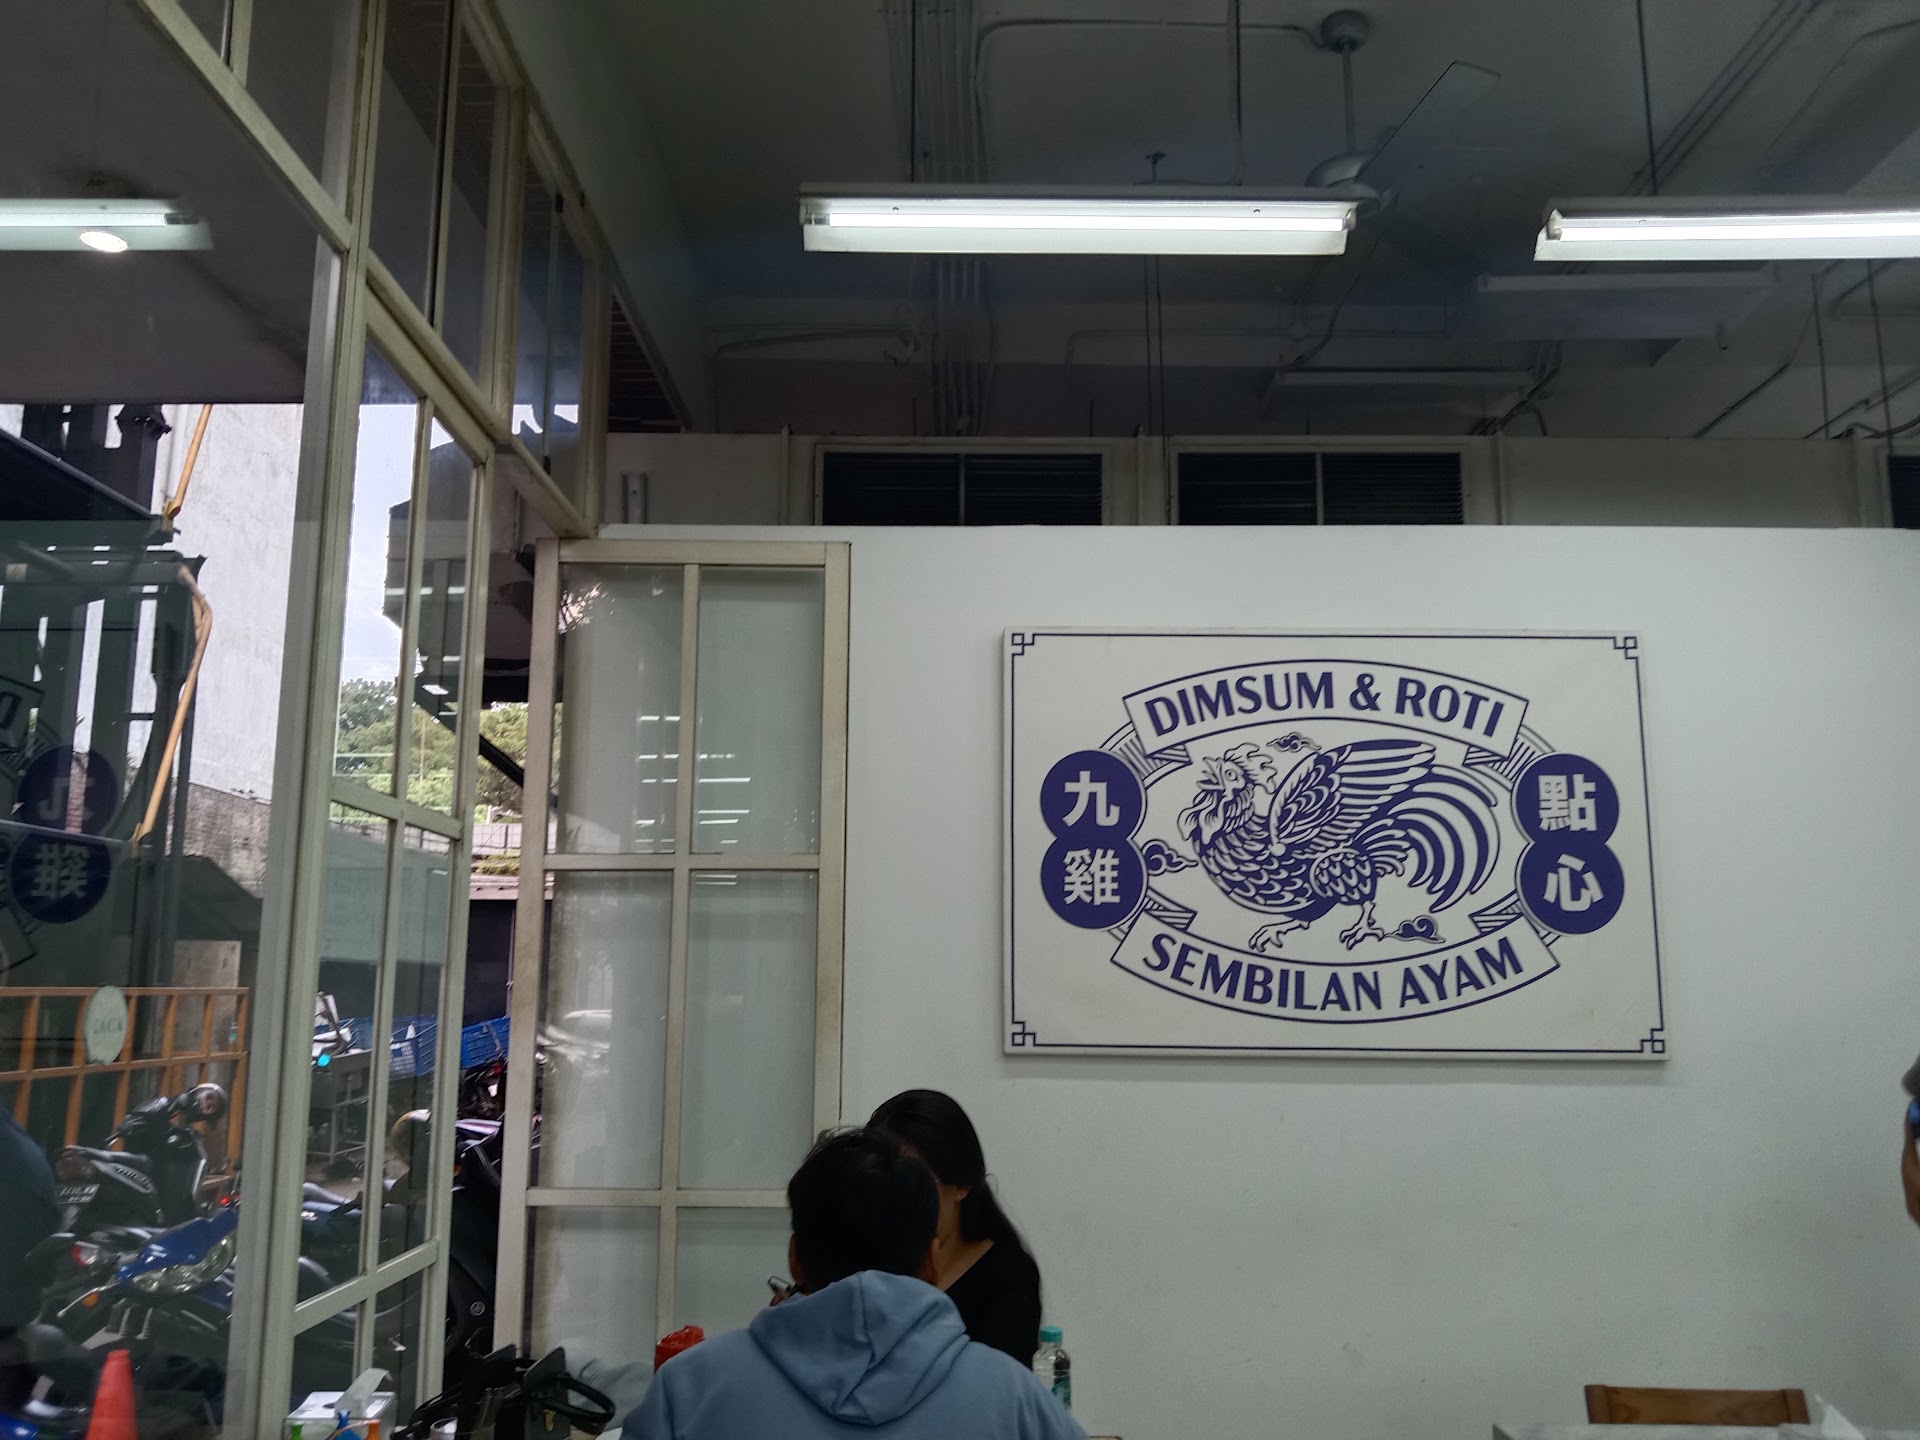 DIMSUM & ROTI
九雞
點心
SEMBILAN AYAM